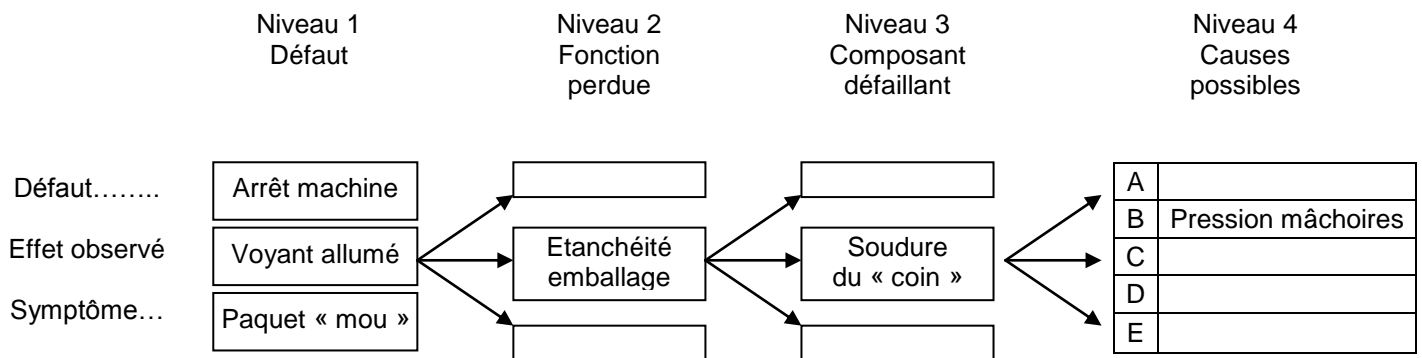 Niveau 1
Défaut
Niveau 2
Fonction
perdue
Niveau 3
Composant
défaillant
Niveau 4
Causes
possibles
Défaut……..
Arrêt machine
A
B
Pression mâchoires
Effet observé
Voyant allumé
Etanchéité
emballage
Soudure
du « coin »
C
D
Symptôme…
Paquet « mou »
E